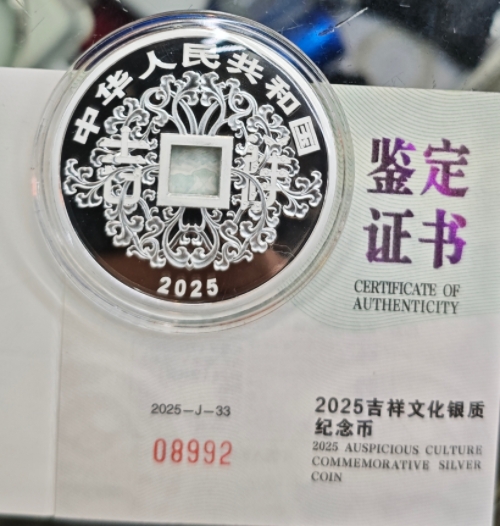 中华人民共和国
吉祥
2025
鉴定
证书
CERTIFICATE OF
AUTHENTICITY
2025-J-33
08992
2025吉祥文化银质
纪念币
2025 AUSPICIOUS CULTURE
COMMEMORATIVE SILVER
COIN